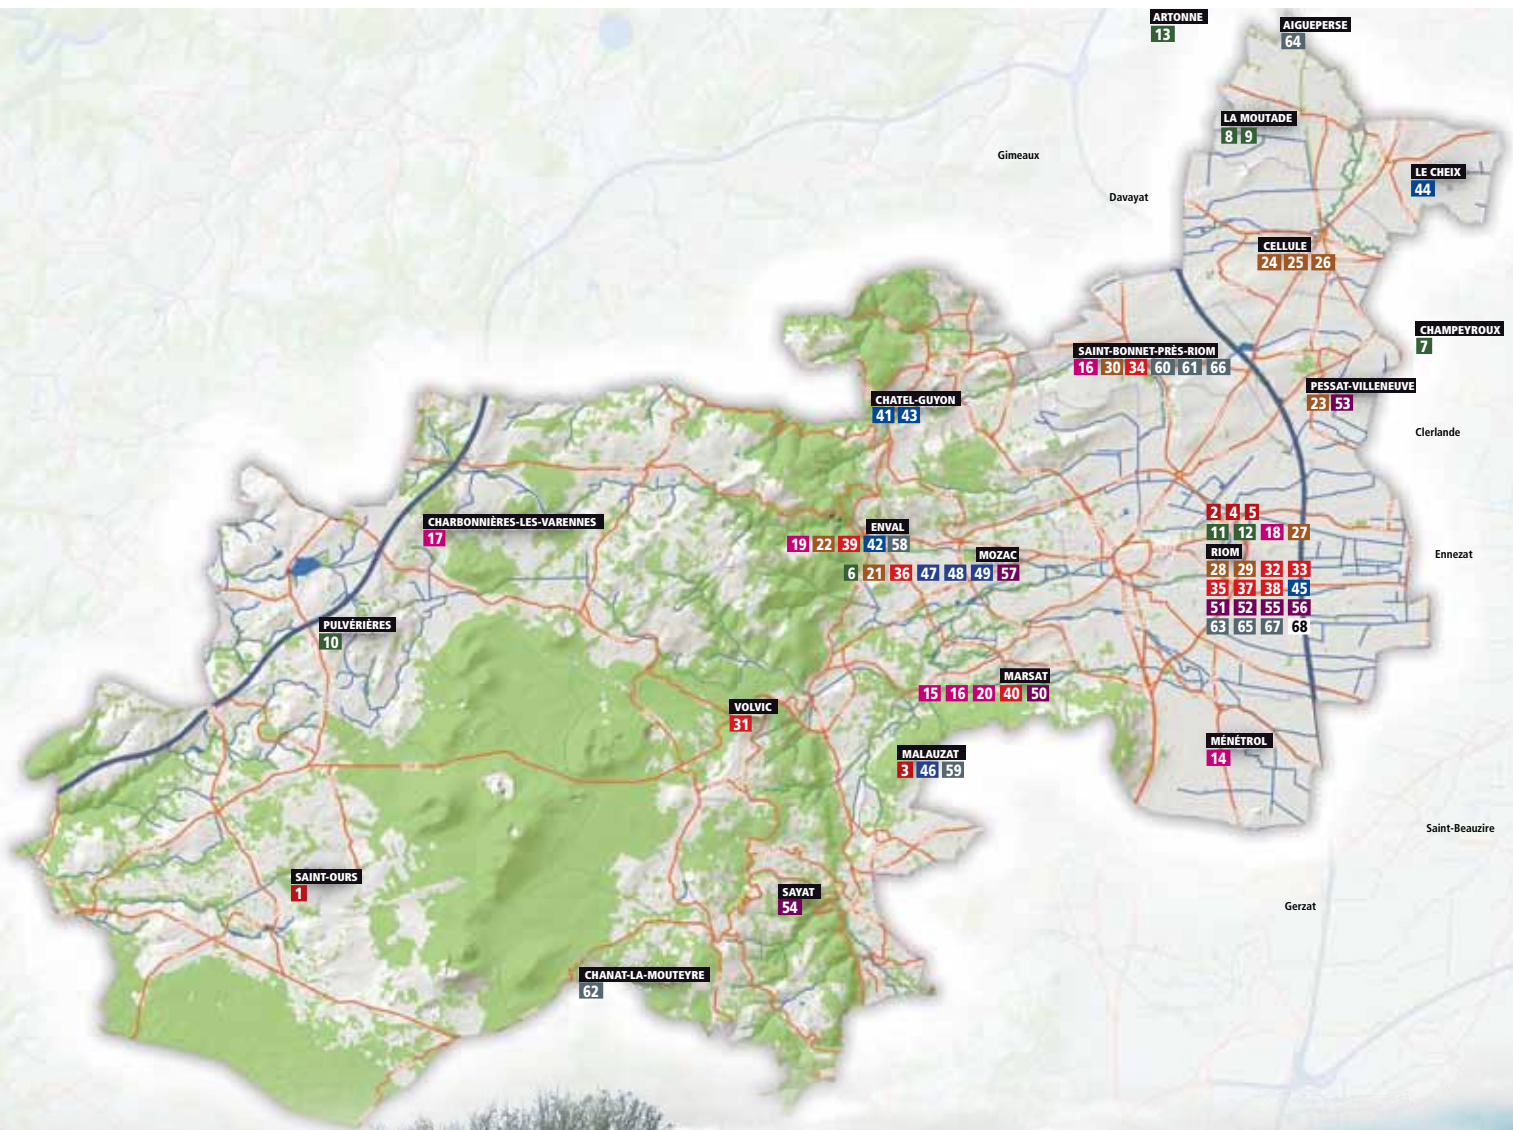 ARTONNE
13
AIGUEPERSE
64
LA MOUTADE
8 9
Gimeaux
LE CHEIX
44
Davayat
CELLULE
24 25 26
CHAMPEYROUX
7
SAINT-BONNET-PRÈS-RIOM
16 30 34 60 61 66
PESSAT-VILLENEUVE
23 53
CHATEL-GUYON
41 43
Clerlande
CHARBONNIÈRES-LES-VARENNES
17
ENVAL
19 22 39 42 58
MOZAC
6 21 36 47 48 49 57
2 4 5
11 12 18 27
RIOM
28 29 32 33
35 37 38 45
51 52 55 56
63 65 67 68
Ennezat
PULVÉRIÈRES
10
MARSAT
15 16 20 40 50
VOLVIC
31
MALAUZAT
3 46 59
MÉNÉTROL
14
Saint-Beauzire
SAINT-OURS
1
SAYAT
54
Gerzat
CHANAT-LA-MOUTEYRE
62